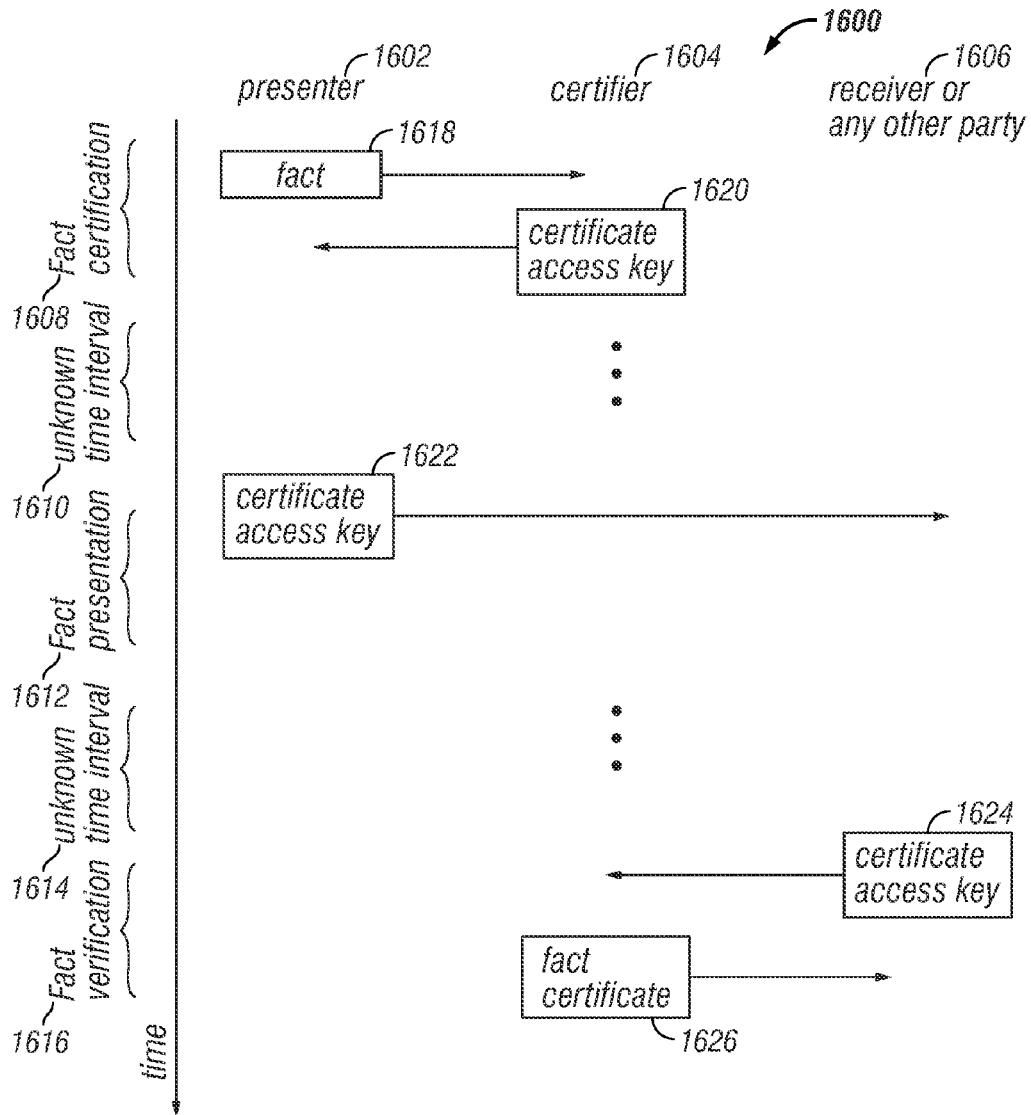 1600
1602
presenter
1604
certifier
1606
receiver or
any other party
1618
fact
1620
certificate
access key
Fact
certification
1608
unknown
time interval
1610
1622
certificate
access key
Fact
presentation
1612
unknown
time interval
1614
1624
certificate
access key
Fact
verification
1616
fact
certificate
1626
time